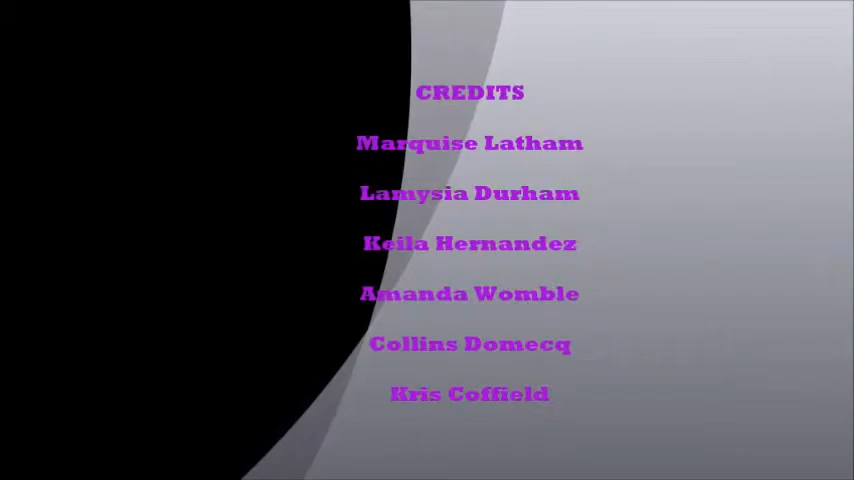 CREDITS
Marquise Latham
Lamysia Durham
Keila Hernandez
Amanda Womble
Collins Domecq
Kris Coffield